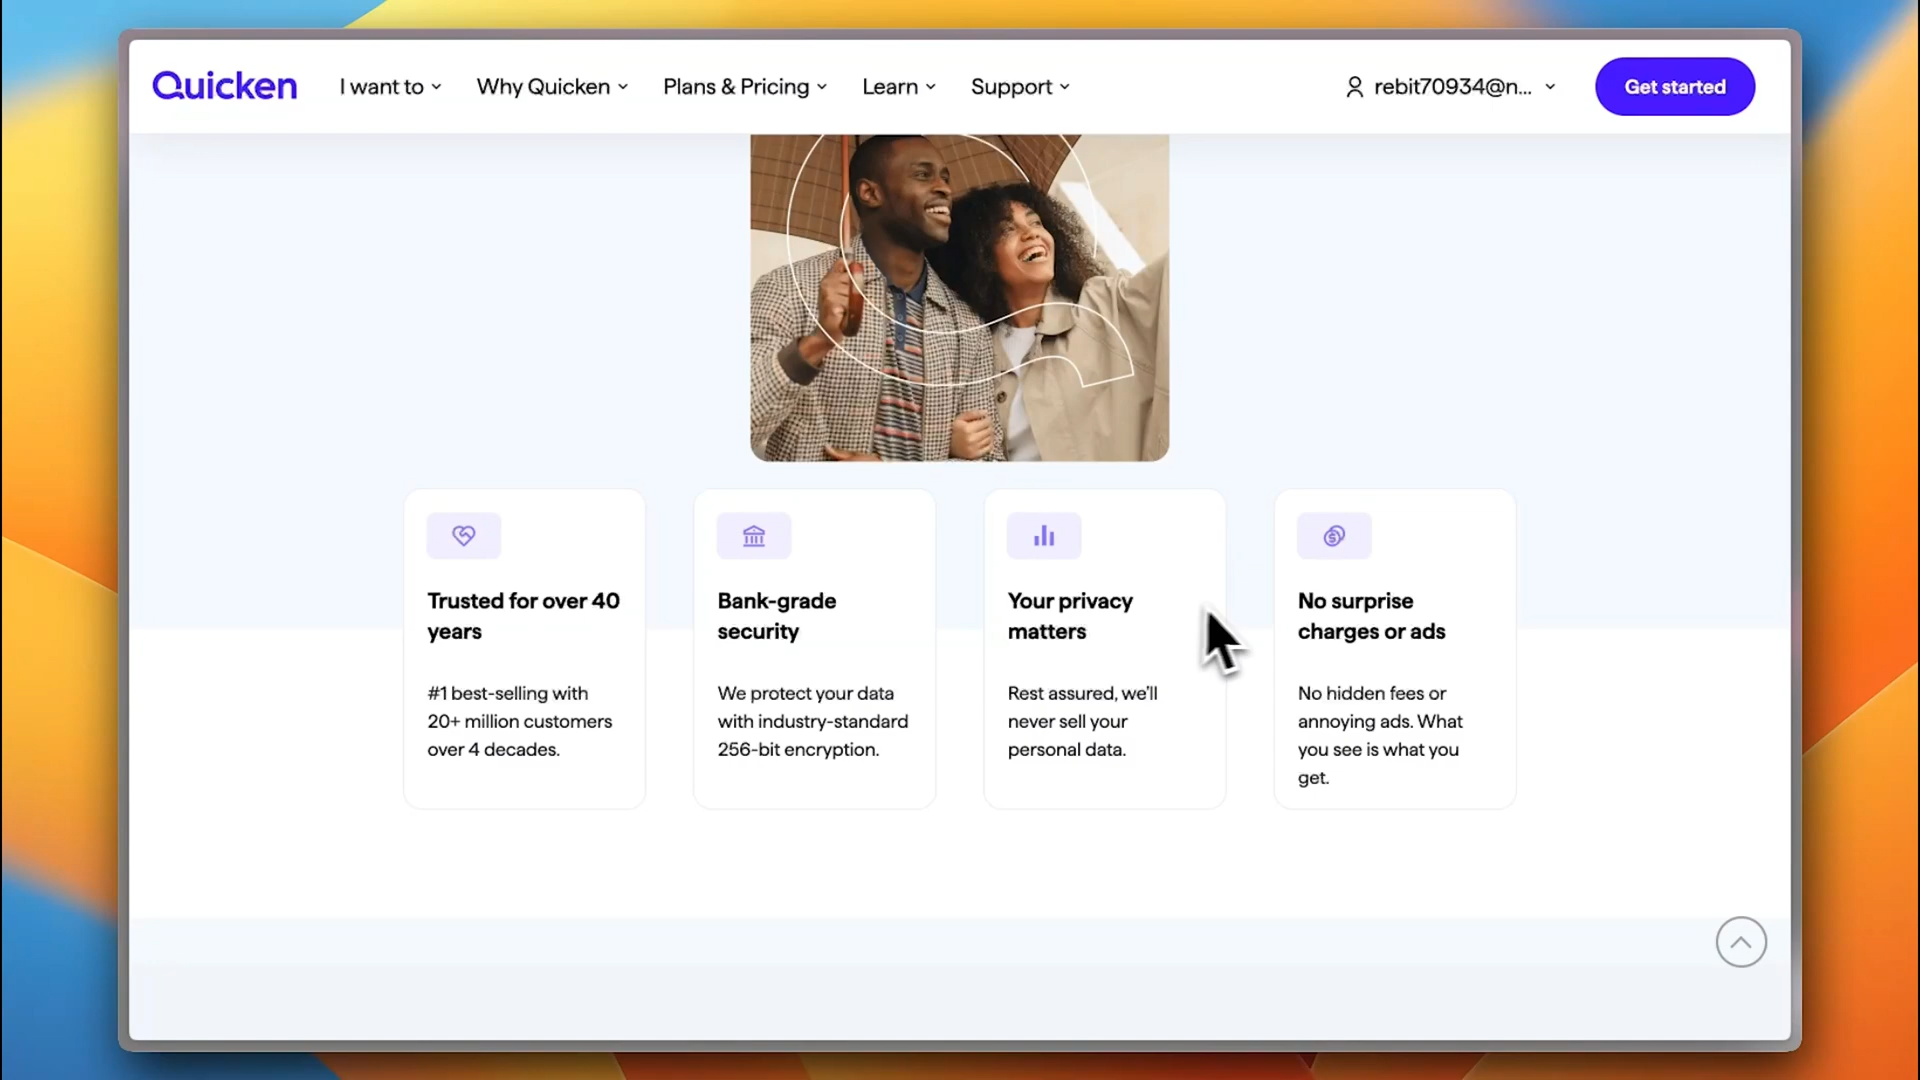 Quicken
I want to
Why Quicken
Plans & Pricing
Learn
Support
rebit70934@n...
Get started
Trusted for over 40
years
#1 best-selling with
20+ million customers
over 4 decades.
Bank-grade
security
We protect your data
with industry-standard
256-bit encryption.
Your privacy
matters
Rest assured, we'll
never sell your
personal data.
No surprise
charges or ads
No hidden fees or
annoying ads. What
you see is what you
get.